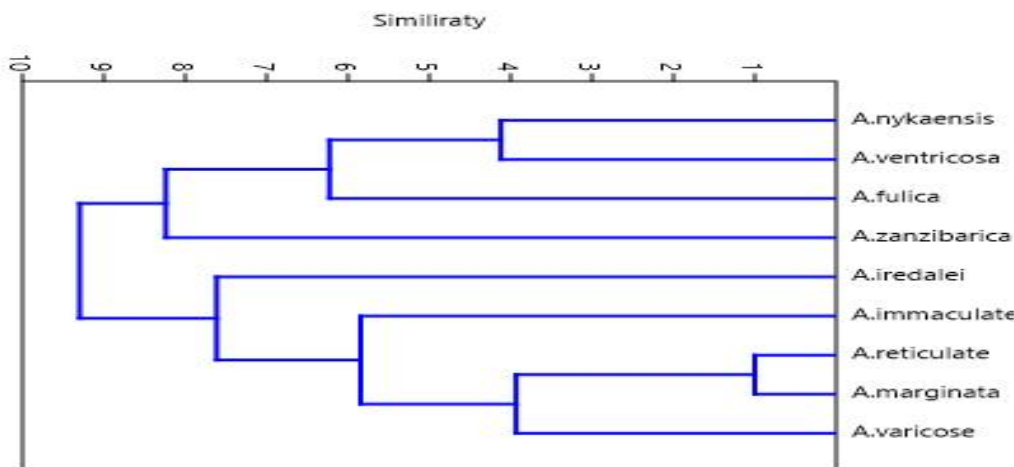 Similiraty
10 9 8 7 6 5 4 3 2 1
A.nykaensis
A.ventricosa
A.fulica
A.zanzibarica
A.iredalei
A.immaculate
A.reticulate
A.marginata
A.varicose